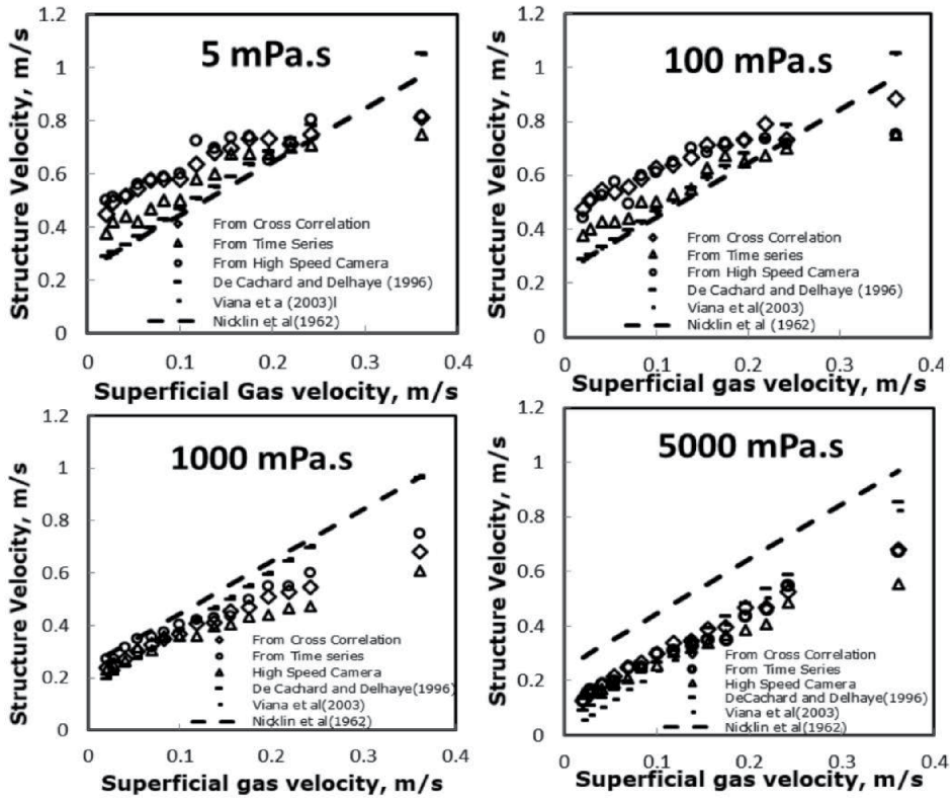 5 mPa.s
Structure Velocity, m/s
1.2
1
0.8
0.6
0.4
0.2
0
From Cross Correlation
From Time Series
From High Speed Camera
De Cachard and Delhaye (1996)
Viana et a (2003)l
Nicklin et al(1962)
0 0.1 0.2 0.3 0.4
Superficial Gas velocity, m/s
100 mPa.s
Structure Velocity, m/s
1.2
1
0.8
0.6
0.4
0.2
0
From Cross Correlation
From Time series
From High Speed Camera
De Cachard and Delhaye (1996)
Viana et al(2003)
Nicklin et al(1962)
0 0.1 0.2 0.3 0.4
Superficial gas velocity, m/s
1000 mPa.s
Structure Velocity, m/s
1.2
1
0.8
0.6
0.4
0.2
0
From Cross Correlation
From Time series
High Speed Camera
De Cachard and Delhaye(1996)
Viana et al(2003)
Nicklin et al(1962)
0 0.1 0.2 0.3 0.4
Superficial gas velocity, m/s
5000 mPa.s
Structure Velocity, m/s
1.2
1
0.8
0.6
0.4
0.2
0
From Cross Correlation
From Time Series
High Speed Camera
DeCachard and Delhaye(1996)
Viana et al(2003)
Nicklin et al(1962)
0 0.1 0.2 0.3 0.4
Superficial gas velocity, m/s